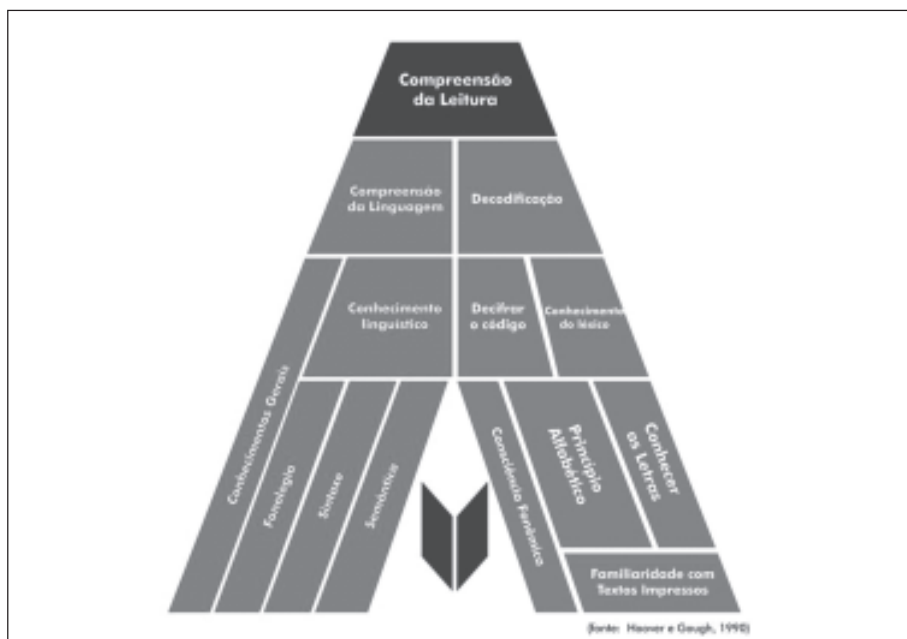 Compreensão
da Leitura
Compreensão
da Linguagem
Decodificação
Conhecimento
linguístico
Decifrar
o código
Conhecimento
do léxico
Conhecimentos Gerais
Fonologia
Sintaxe
Semântica
Consciência Fonêmica
Princípio
Alfabético
Conhecer
as Letras
Familiaridade com
Textos Impressos
(fonte: Hoover e Gough, 1990)